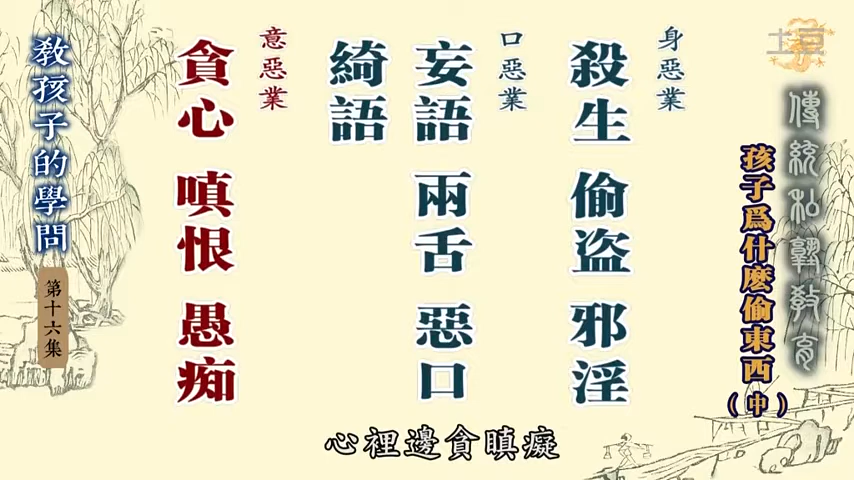 土豆
傳統私塾教育
孩子爲什麽偷東西(中)
身惡業
殺生 偷盜 邪淫
口惡業
妄語 兩舌 惡口
綺語
意惡業
貪心 嗔恨 愚痴
教孩子的學問
第十六集
心裡邊貪瞋癡